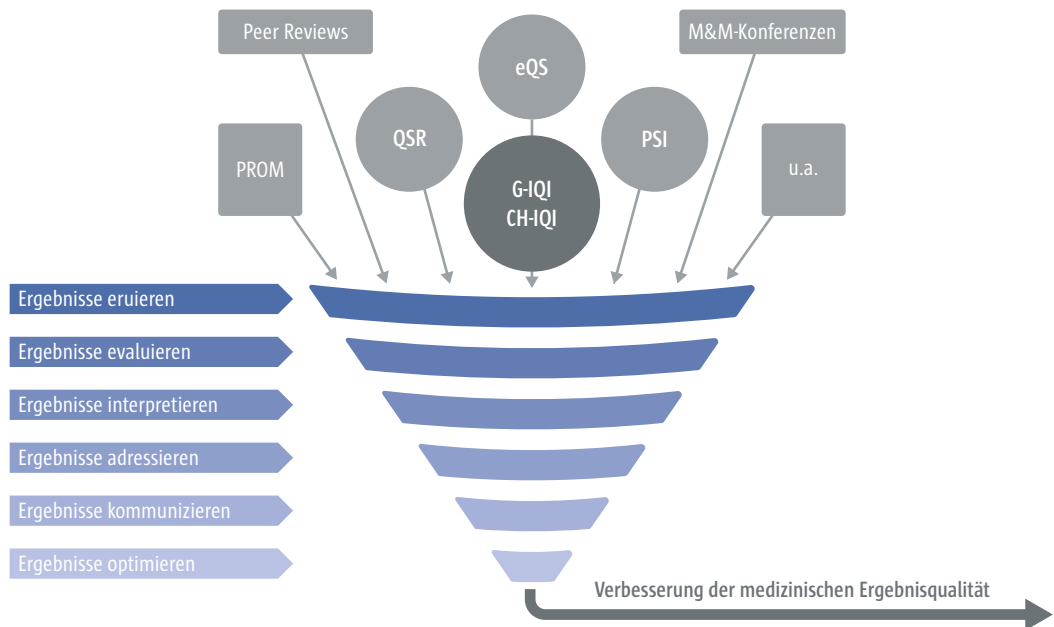 Peer Reviews
eQS
M&M-Konferenzen
QSR
PSI
PROM
G-IQI
CH-IQI
u.a.
Ergebnisse eruieren
Ergebnisse evaluieren
Ergebnisse interpretieren
Ergebnisse adressieren
Ergebnisse kommunizieren
Ergebnisse optimieren
Verbesserung der medizinischen Ergebnisqualität